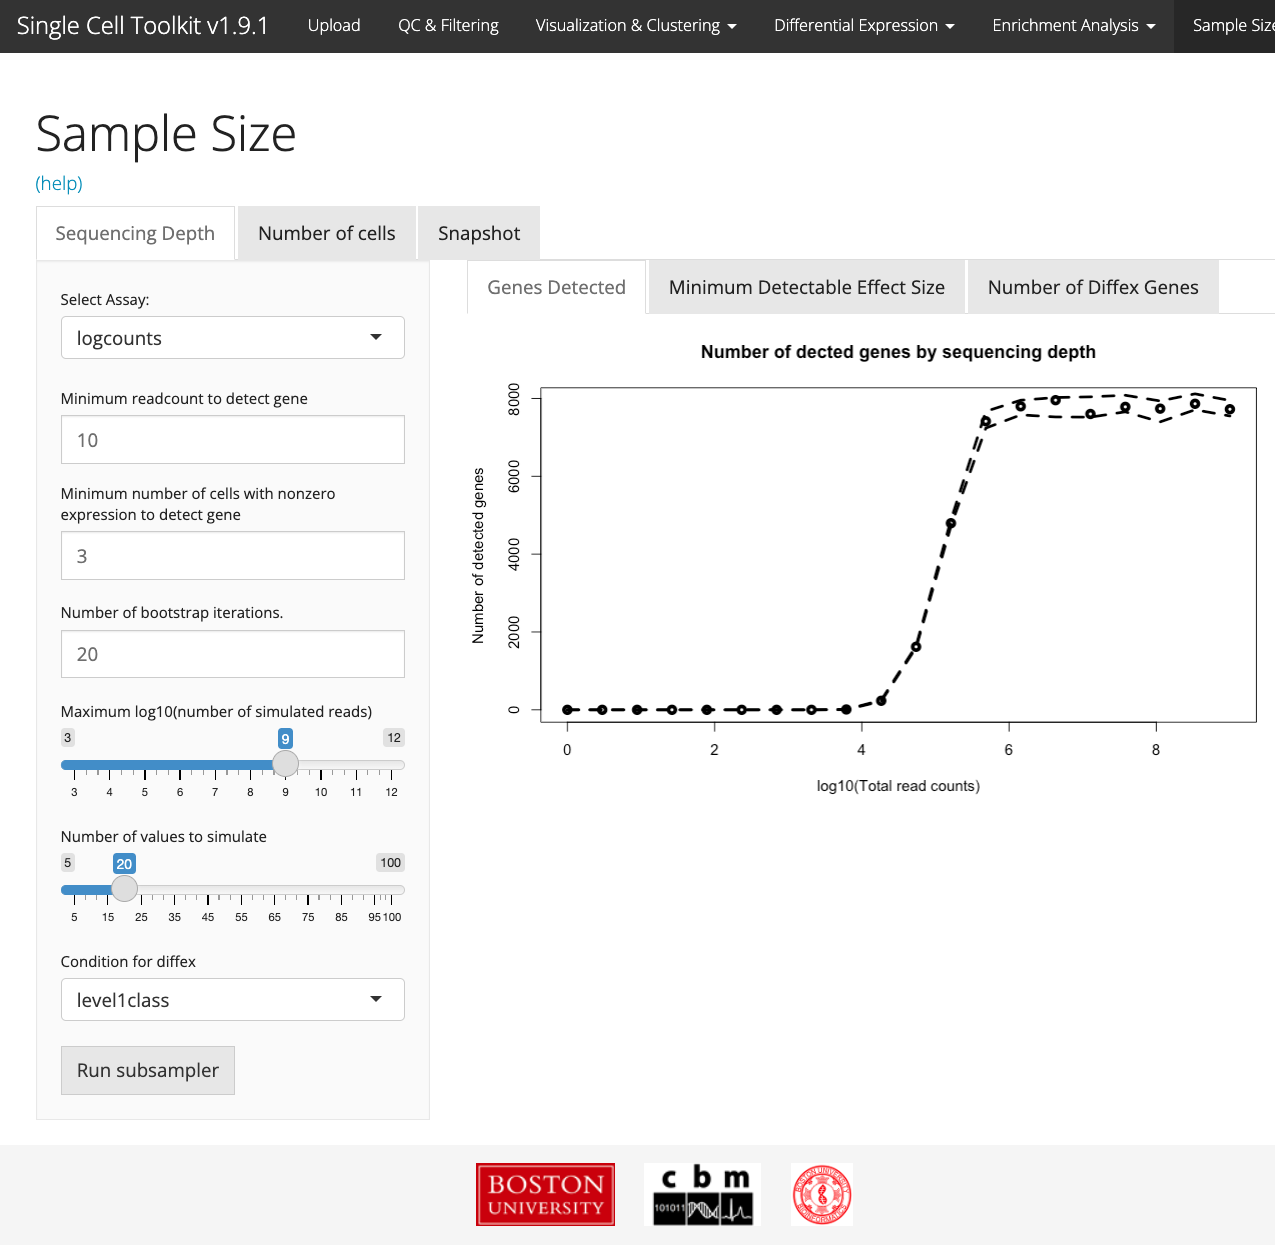 Single Cell Toolkit v1.9.1 Upload QC & Filtering Visualization & Clustering Differential Expression Enrichment Analysis Sample Size
Sample Size
(help)
Sequencing Depth Number of cells Snapshot
Genes Detected Minimum Detectable Effect Size Number of Diffex Genes
Select Assay:
logcounts
Minimum readcount to detect gene
10
Minimum number of cells with nonzero
expression to detect gene
3
Number of bootstrap iterations.
20
Maximum log10(number of simulated reads)
3 9 12
3 4 5 6 7 8 9 10 11 12
Number of values to simulate
5 20 100
5 15 25 35 45 55 65 75 85 95 100
Condition for diffex
level1class
Run subsampler
Number of dected genes by sequencing depth
Number of detected genes
8000
6000
4000
2000
0
0 2 4 6 8
log10(Total read counts)
BOSTON
UNIVERSITY
cbm
101011
BOSTON UNIVERSITY
BIOINFORMATICS